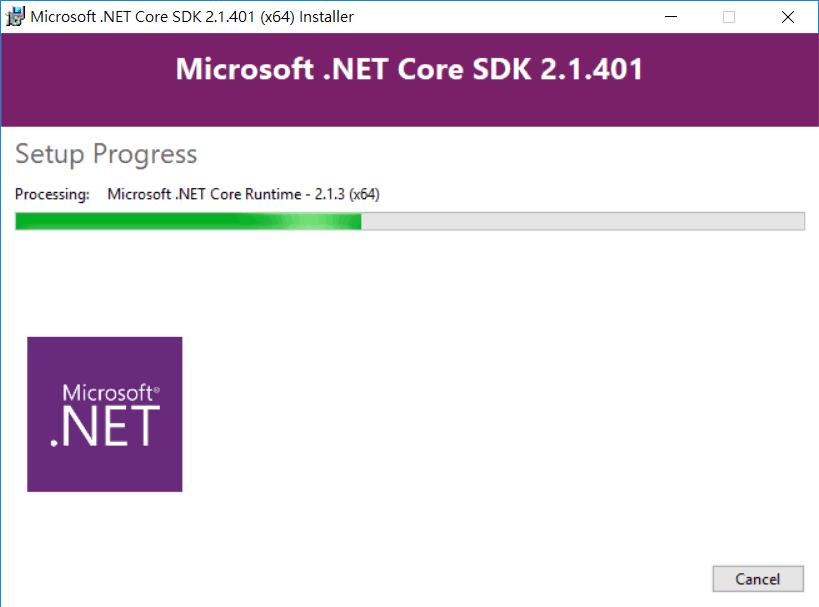 Microsoft .NET Core SDK 2.1.401 (x64) Installer
Microsoft .NET Core SDK 2.1.401
Setup Progress
Processing: Microsoft .NET Core Runtime - 2.1.3 (x64)
Microsoft®
.NET
Cancel